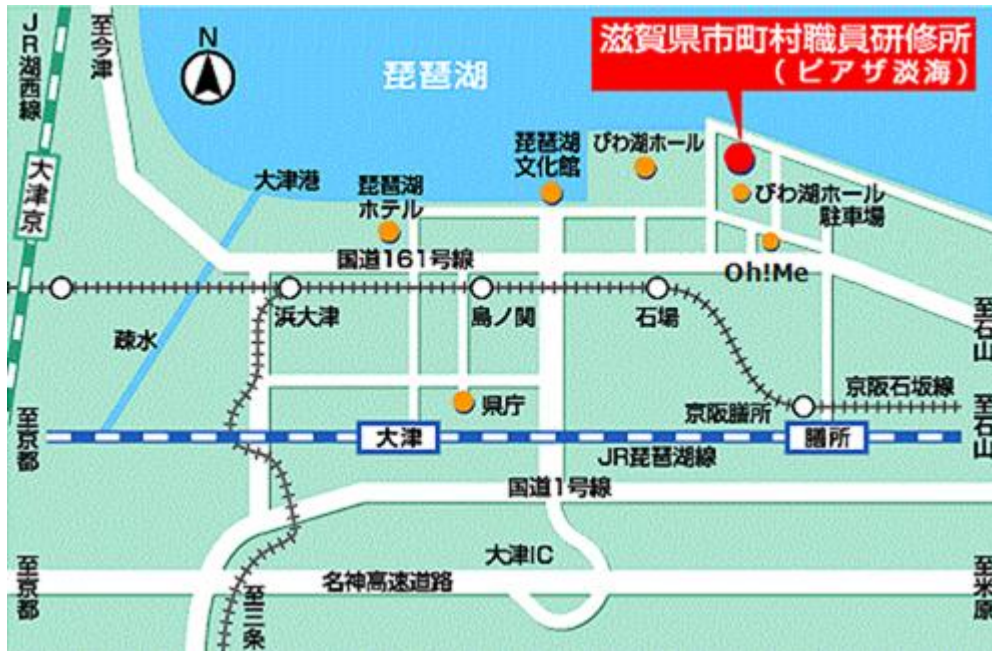 JR湖西線
至今津
N
琵琶湖
滋賀県市町村職員研修所
(ピアザ淡海)
大津京
大津港
琵琶湖
ホテル
琵琶湖
文化館
びわ湖ホール
びわ湖ホール
駐車場
Oh!Me
国道161号線
浜大津
島ノ関
石場
至石山
疎水
県庁
京阪膳所
京阪石坂線
至石山
至京都
大津
膳所
JR琵琶湖線
国道1号線
大津IC
至京都
名神高速道路
至三条
至米原